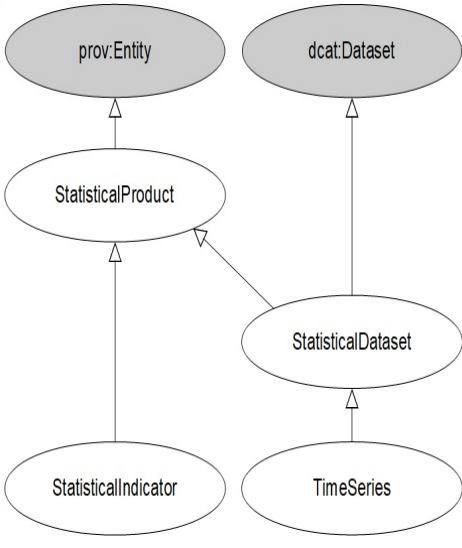 prov:Entity
dcat:Dataset
StatisticalProduct
StatisticalDataset
StatisticalIndicator
TimeSeries